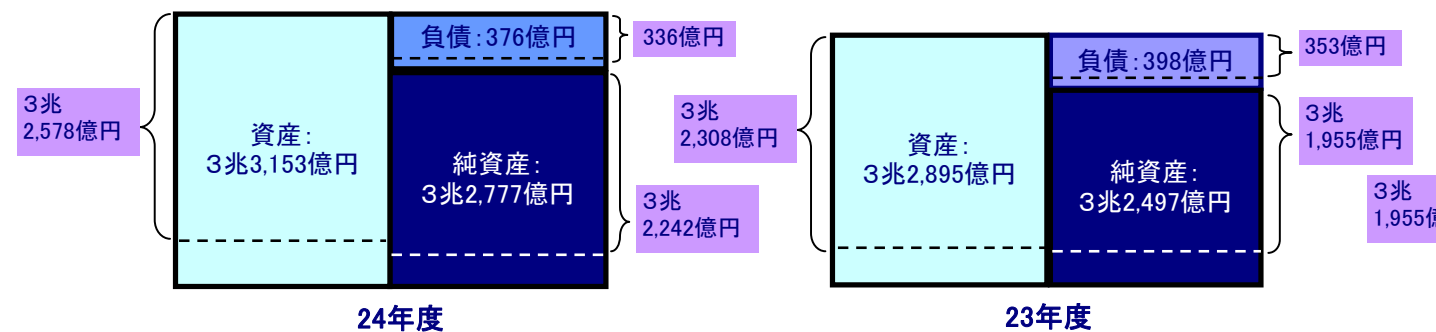 ３兆
2,578億円
資産：
３兆3,153億円
負債：376億円
336億円
純資産：
３兆2,777億円
３兆
2,242億円
24年度
３兆
2,308億円
資産：
３兆2,895億円
負債：398億円
353億円
純資産：
３兆2,497億円
３兆
1,955億円
３兆
1,955億
23年度